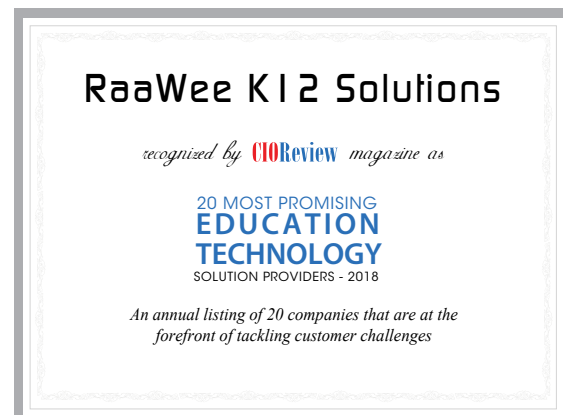 RaaWee K12 Solutions
recognized by CIOReview magazine as
20 MOST PROMISING
EDUCATION
TECHNOLOGY
SOLUTION PROVIDERS - 2018
An annual listing of 20 companies that are at the
forefront of tackling customer challenges